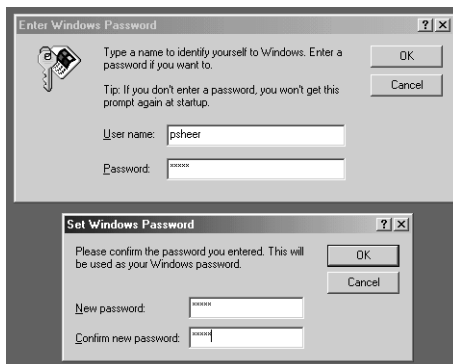 Enter Windows Password
Type a name to identify yourself to Windows. Enter a
password if you want to.
OK
Tip: If you don't enter a password, you won't get this
prompt again at startup.
Cancel
User name: psheer
Password: xxxxx
Set Windows Password
Please confirm the password you entered. This will
be used as your Windows password.
OK
Cancel
New password: xxxxx
Confirm new password: xxxxx